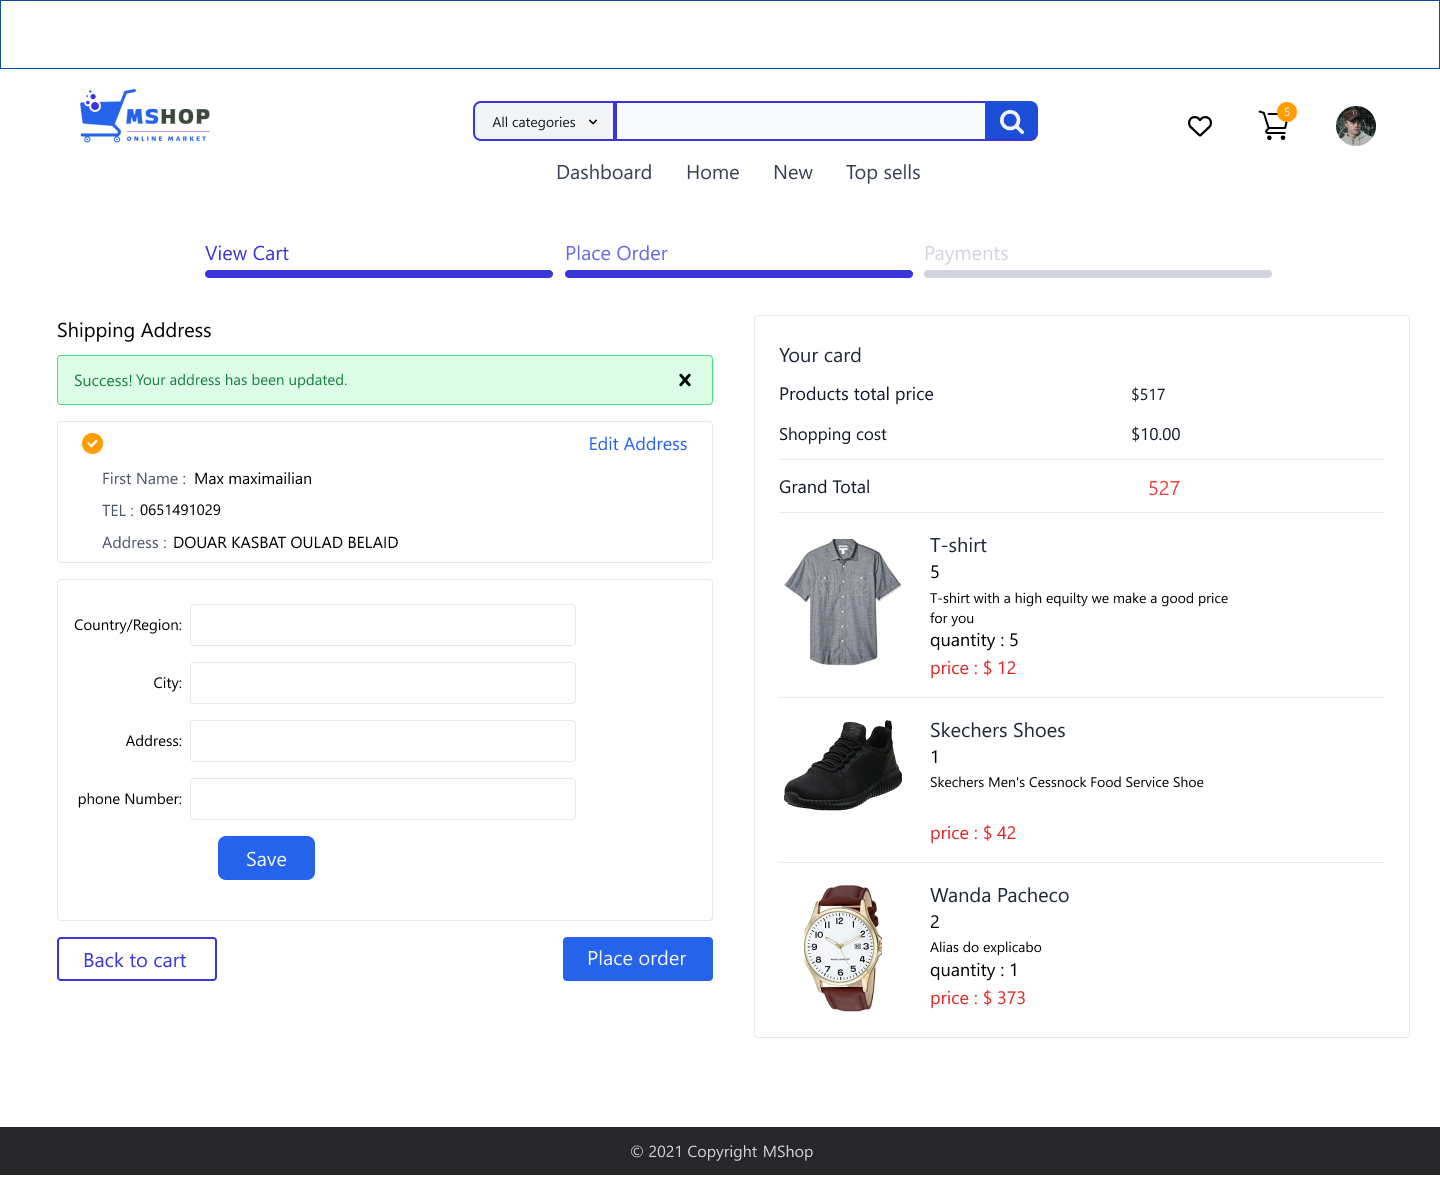 MSHOP
ONLINE MARKET
All categories
5
Dashboard Home New Top sells
View Cart Place Order Payments
Shipping Address
Success! Your address has been updated.
Edit Address
First Name : Max maximailian
TEL : 0651491029
Address : DOUAR KASBAT OULAD BELAID
Country/Region:
City:
Address:
phone Number:
Save
Back to cart
Place order
Your card
Products total price $517
Shopping cost $10.00
Grand Total 527
T-shirt
5
T-shirt with a high equilty we make a good price
for you
quantity : 5
price : $ 12
Skechers Shoes
1
Skechers Men's Cessnock Food Service Shoe
price : $ 42
Wanda Pacheco
2
Alias do explicabo
quantity : 1
price : $ 373
© 2021 Copyright MShop